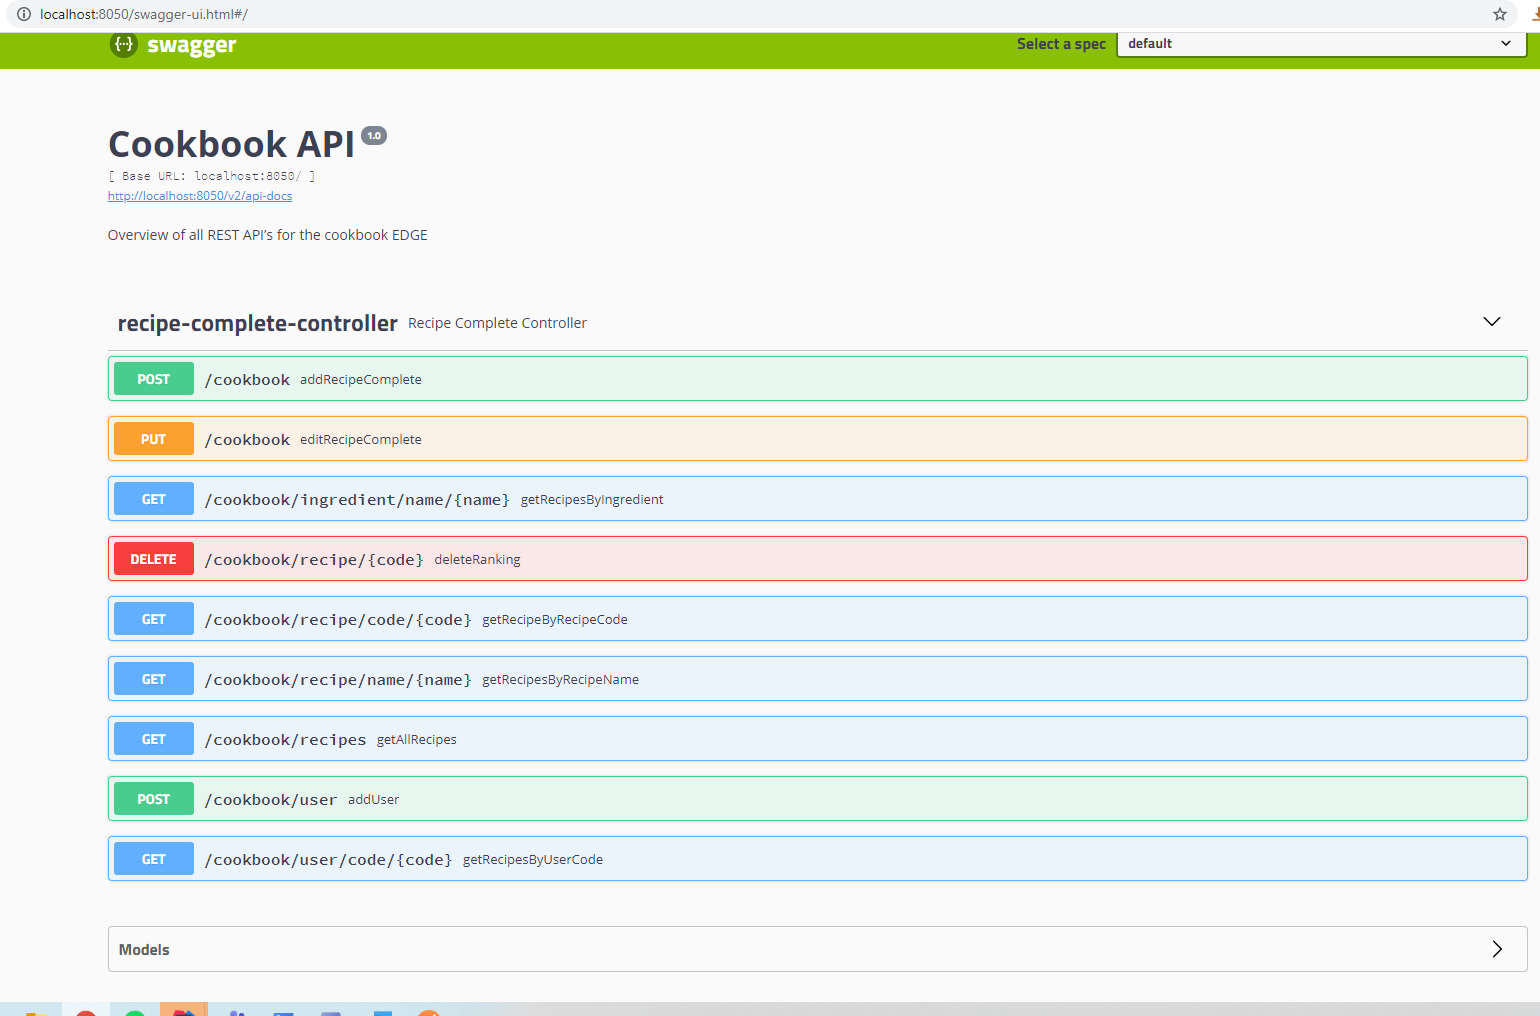 localhost:8050/swagger-ui.html#/
{··} swagger
Select a spec default
Cookbook API 1.0
[ Base URL: localhost:8050/ ]
http://localhost:8050/v2/api-docs
Overview of all REST API's for the cookbook EDGE
recipe-complete-controller Recipe Complete Controller
POST /cookbook addRecipeComplete
PUT /cookbook editRecipeComplete
GET /cookbook/ingredient/name/{name} getRecipesByIngredient
DELETE /cookbook/recipe/{code} deleteRanking
GET /cookbook/recipe/code/{code} getRecipeByRecipeCode
GET /cookbook/recipe/name/{name} getRecipesByRecipeName
GET /cookbook/recipes getAllRecipes
POST /cookbook/user addUser
GET /cookbook/user/code/{code} getRecipesByUserCode
Models